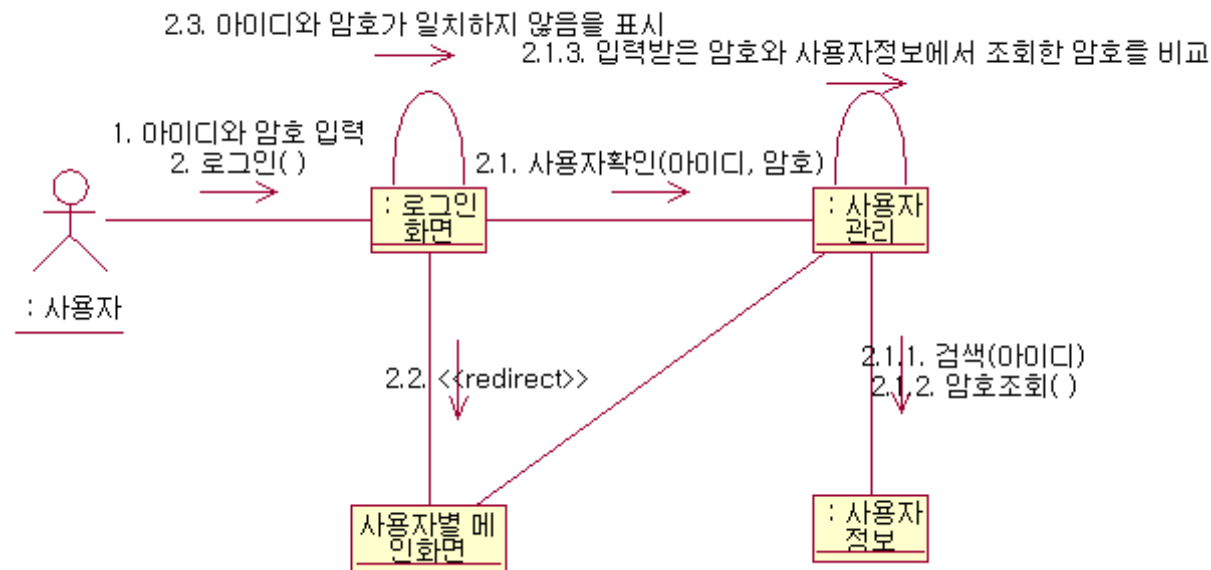 2.3. 아이디와 암호가 일치하지 않음을 표시
2.1.3. 입력받은 암호와 사용자정보에서 조회한 암호를 비교
1. 아이디와 암호 입력
2. 로그인( )
2.1. 사용자확인(아이디, 암호)
: 로그인
화면
: 사용자
관리
: 사용자
2.2. <<redirect>>
2.1.1. 검색(아이디)
2.1.2. 암호조회( )
사용자별 메
인화면
: 사용자
정보